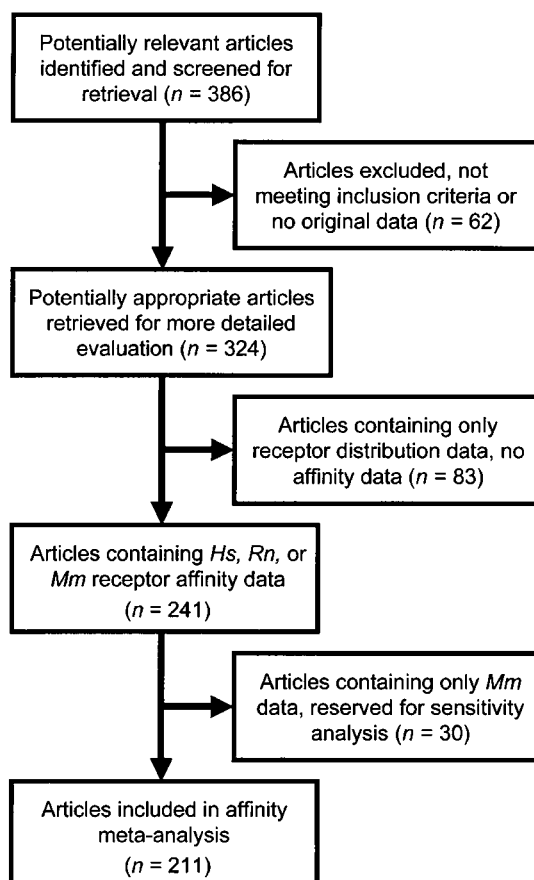 Potentially relevant articles
identified and screened for
retrieval (n = 386)
Articles excluded, not
meeting inclusion criteria or
no original data (n = 62)
Potentially appropriate articles
retrieved for more detailed
evaluation (n = 324)
Articles containing only
receptor distribution data, no
affinity data (n = 83)
Articles containing Hs, Rn, or
Mm receptor affinity data
(n = 241)
Articles containing only Mm
data, reserved for sensitivity
analysis (n = 30)
Articles included in affinity
meta-analysis
(n = 211)